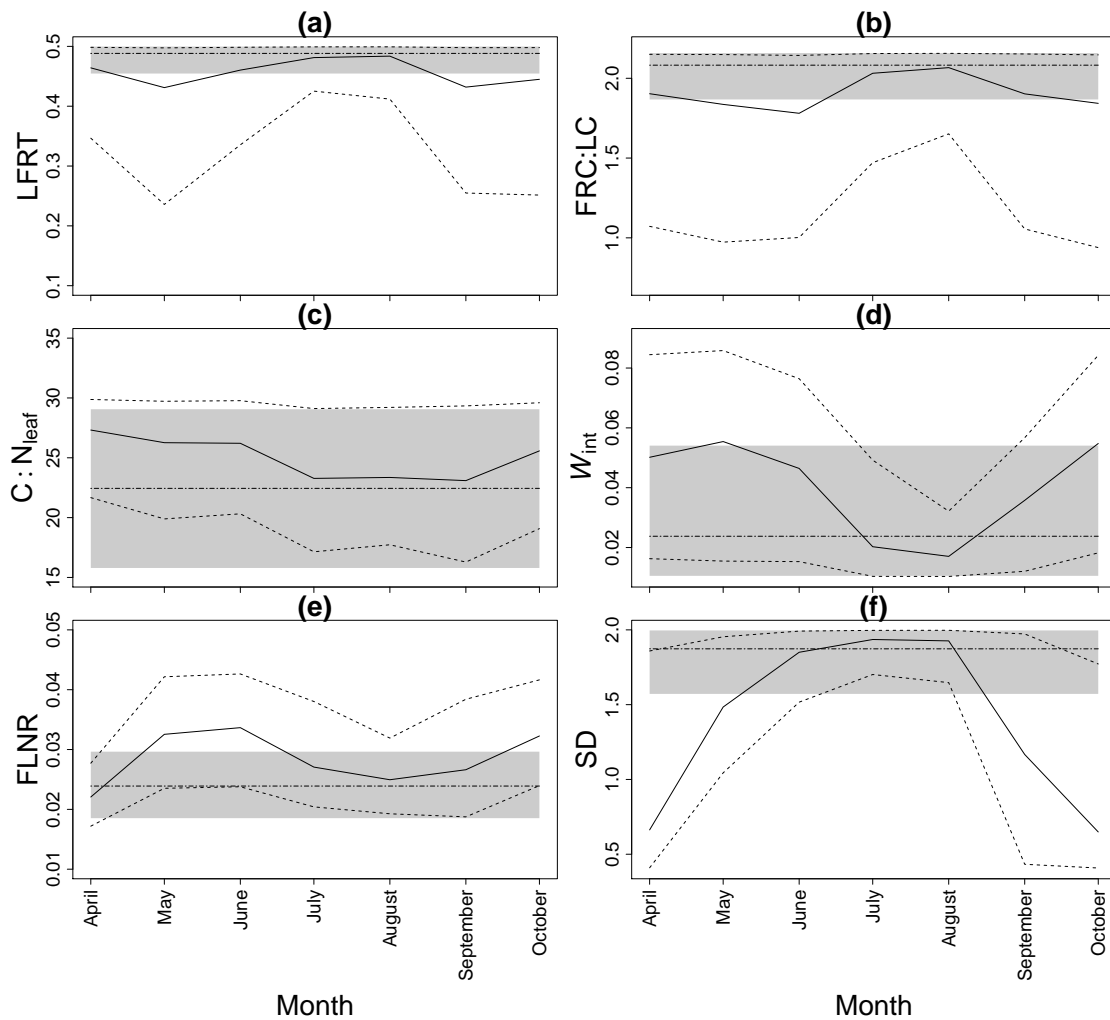 (a)
LFRT
0.5
0.4
0.3
0.2
0.1
(b)
FRC:LC
2.0
1.5
1.0
(c)
C : Nleaf
35
30
25
20
15
(d)
Wint
0.08
0.06
0.04
0.02
(e)
FLNR
0.05
0.04
0.03
0.02
0.01
April
May
June
July
August
September
October
Month
(f)
SD
2.0
1.5
1.0
0.5
April
May
June
July
August
September
October
Month